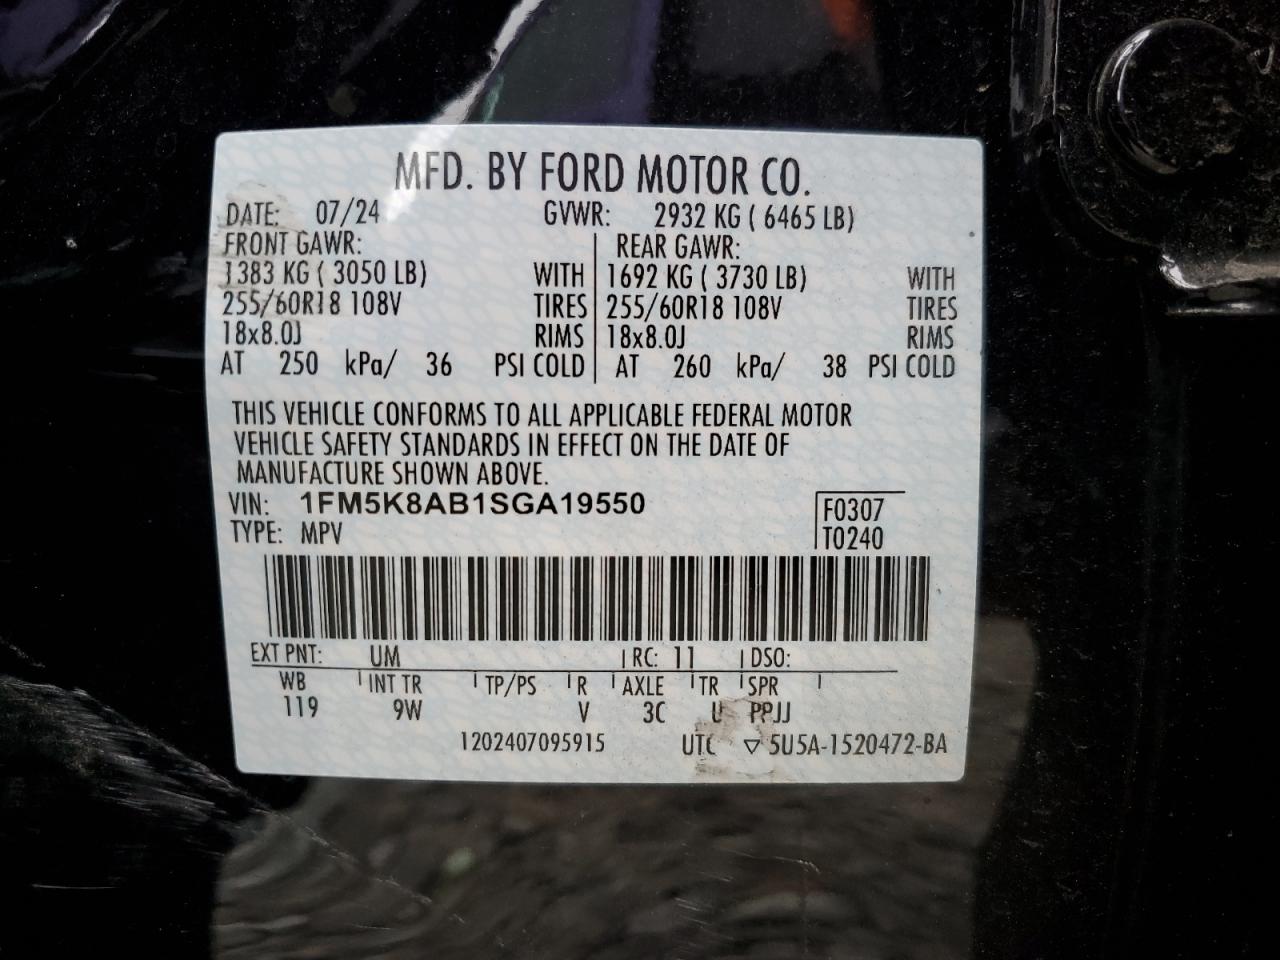 MFD. BY FORD MOTOR CO.
DATE: 07/24 GVWR: 2932 KG ( 6465 LB)
FRONT GAWR: REAR GAWR:
1383 KG ( 3050 LB) WITH 1692 KG ( 3730 LB) WITH
255/60R18 108V TIRES 255/60R18 108V TIRES
18x8.0J RIMS 18x8.0J RIMS
AT 250 kPa/ 36 PSI COLD AT 260 kPa/ 38 PSI COLD
THIS VEHICLE CONFORMS TO ALL APPLICABLE FEDERAL MOTOR
VEHICLE SAFETY STANDARDS IN EFFECT ON THE DATE OF
MANUFACTURE SHOWN ABOVE.
VIN: 1FM5K8AB1SGA19550
F0307
TYPE: MPV
T0240
EXT PNT: UM RC: 11 DSO:
WB INT TR TP/PS R AXLE TR SPR
119 9W V 3C U PPJJ
1202407095915 UTC ▽ 5U5A-1520472-BA